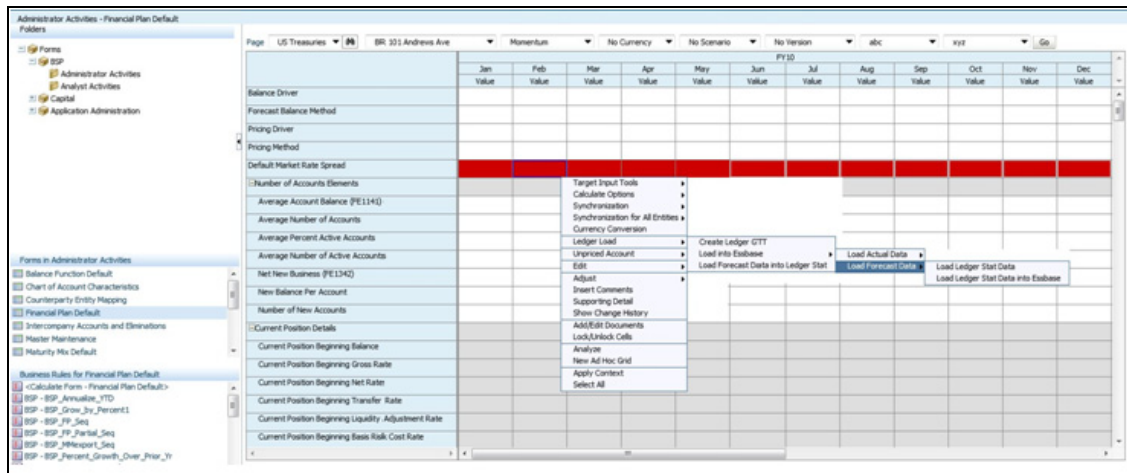 Administrator Activities - Financial Plan Default
Folders
Forms
BSP
Administrator Activities
Analyst Activities
Capital
Application Administration
Forms in Administrator Activities
Balance Function Default
Chart of Account Characteristics
Counterparty Entity Mapping
Financial Plan Default
Intercompany Accounts and Eliminations
Master Maintenance
Maturity Mix Default
Business Rules for Financial Plan Default
<Calculate Form - Financial Plan Default>
BSP - BSP_Annualize_YTD
BSP - BSP_Grow_by_Percent1
BSP - BSP_FP_Seq
BSP - BSP_FP_Partial_Seq
BSP - BSP_MMexport_Seq
BSP - BSP_Percent_Growth_Over_Prior_Yr
Page US Treasuries BR 101 Andrews Ave Momentum No Currency No Scenario No Version abc xyz Go
FY10
Jan Feb Mar Apr May Jun Jul Aug Sep Oct Nov Dec
Value Value Value Value Value Value Value Value Value Value Value Value
Balance Driver
Forecast Balance Method
Pricing Driver
Pricing Method
Default Market Rate Spread
Number of Accounts Elements
Average Account Balance (FE1141)
Average Number of Accounts
Average Percent Active Accounts
Average Number of Active Accounts
Net New Business (FE1342)
New Balance Per Account
Number of New Accounts
Current Position Details
Current Position Beginning Balance
Current Position Beginning Gross Rate
Current Position Beginning Net Rate
Current Position Beginning Transfer Rate
Current Position Beginning Liquidity Adjustment Rate
Current Position Beginning Basis Risk Cost Rate
Target Input Tools
Calculate Options
Synchronization
Synchronization for All Entities
Currency Conversion
Ledger Load
Unpriced Account
Edit
Adjust
Insert Comments
Supporting Detail
Show Change History
Add/Edit Documents
Lock/Unlock Cells
Analyze
New Ad Hoc Grid
Apply Context
Select All
Create Ledger GTT
Load into Essbase
Load Forecast Data into Ledger Stat
Load Actual Data
Load Forecast Data
Load Ledger Stat Data
Load Ledger Stat Data into Essbase